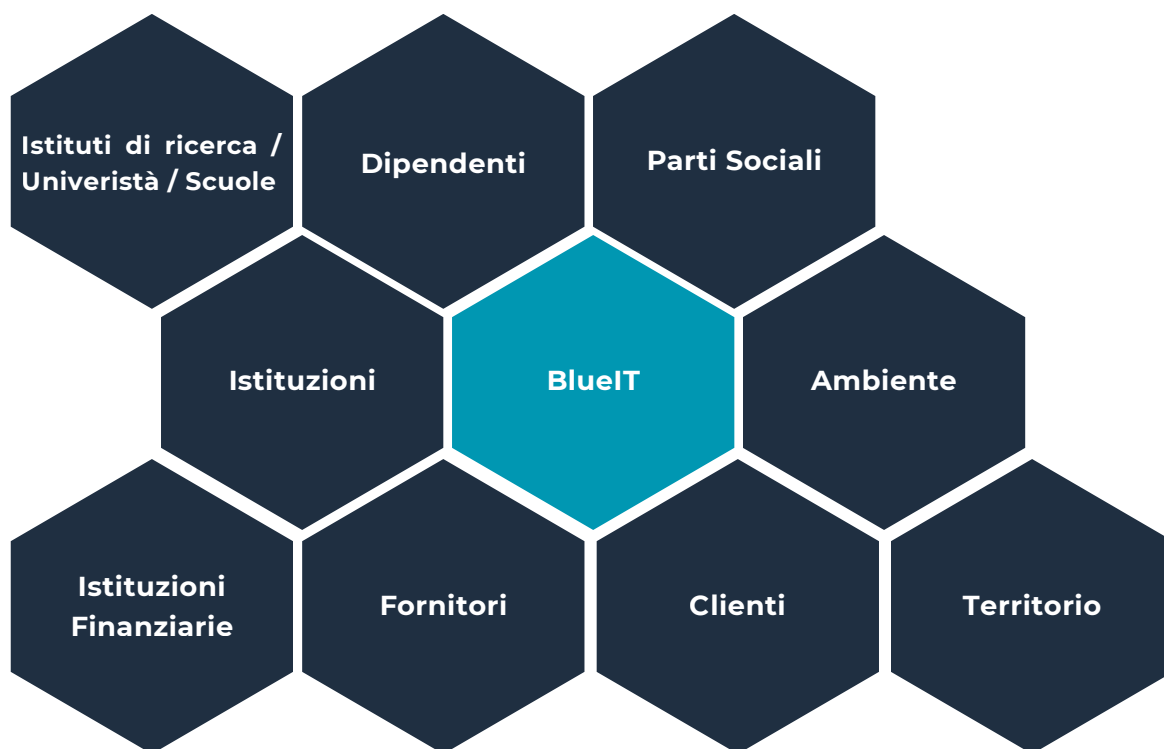 Istituti di ricerca /
Univeristà / Scuole
Dipendenti
Parti Sociali
Istituzioni
BlueIT
Ambiente
Istituzioni
Finanziarie
Fornitori
Clienti
Territorio